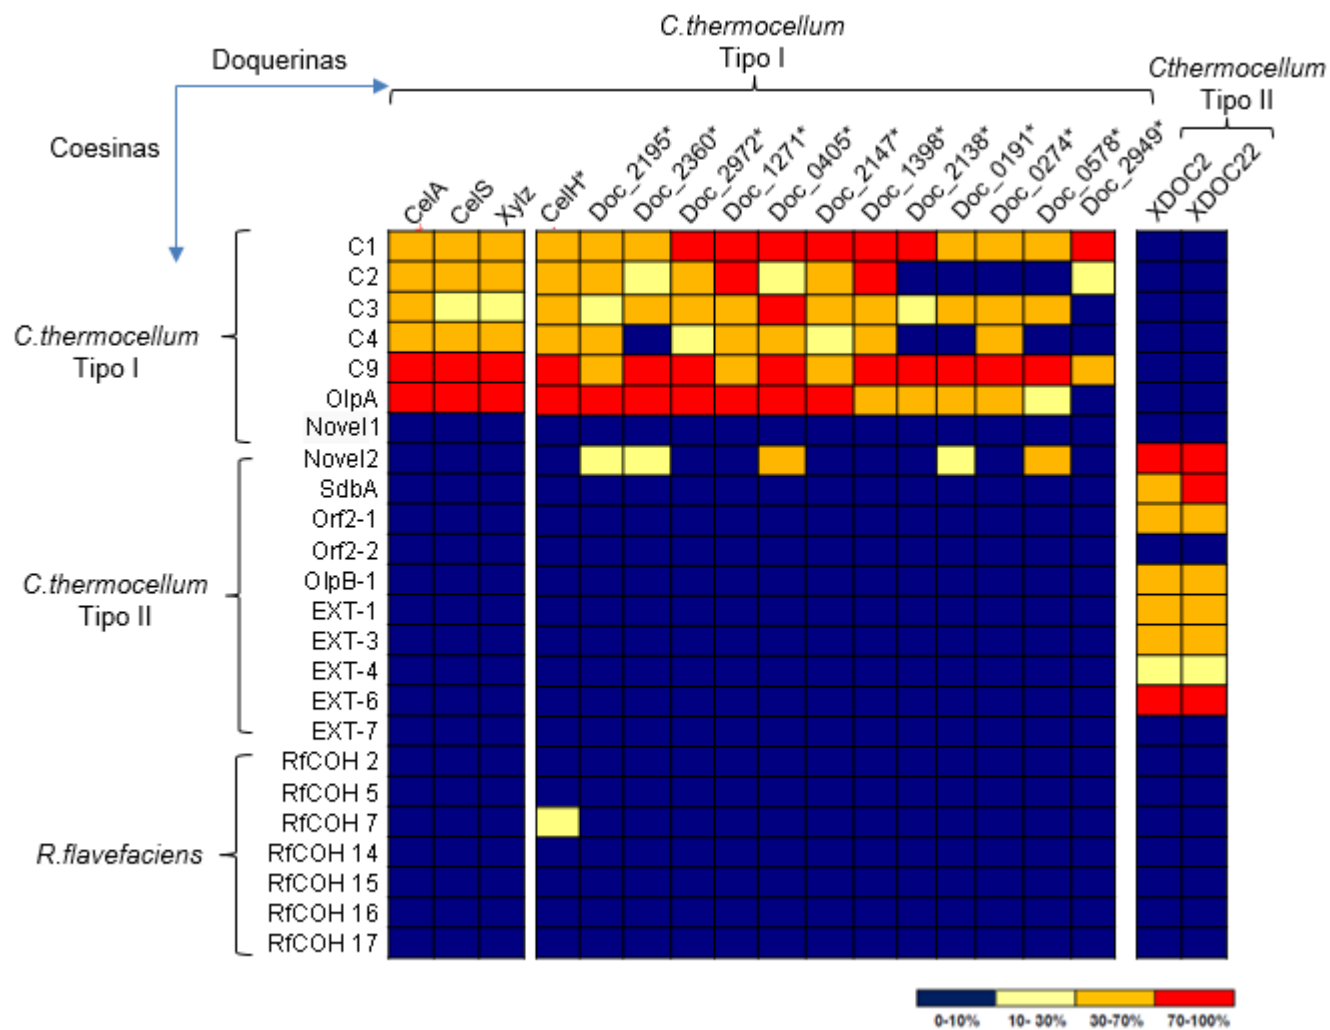 C.thermocellum
Tipo I
Doquerinas
Cthermocellum
Tipo II
Coesinas
CelA
CelS
Xylz
CelH*
Doc_2195*
Doc_2360*
Doc_2972*
Doc_1271*
Doc_0405*
Doc_2147*
Doc_1398*
Doc_2138*
Doc_0191*
Doc_0274*
Doc_0578*
Doc_2949*
XDOC2
XDOC22
C.thermocellum
Tipo I
C1
C2
C3
C4
C9
OlpA
Novel1
C.thermocellum
Tipo II
Novel2
SdbA
Orf2-1
Orf2-2
OlpB-1
EXT-1
EXT-3
EXT-4
EXT-6
EXT-7
R.flavefaciens
RfCOH 2
RfCOH 5
RfCOH 7
RfCOH 14
RfCOH 15
RfCOH 16
RfCOH 17
0-10% 10- 30% 30-70% 70-100%